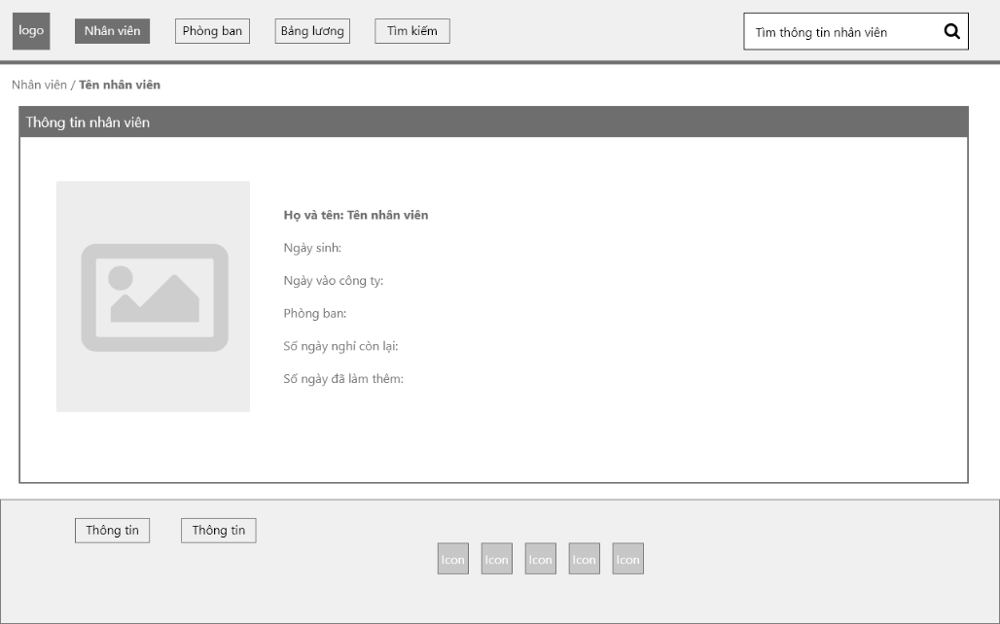 logo
Nhân viên
Phòng ban
Bảng lương
Tìm kiếm
Tìm thông tin nhân viên
Nhân viên / Tên nhân viên
Thông tin nhân viên
Họ và tên: Tên nhân viên
Ngày sinh:
Ngày vào công ty:
Phòng ban:
Số ngày nghỉ còn lại:
Số ngày đã làm thêm:
Thông tin
Thông tin
Icon
Icon
Icon
Icon
Icon